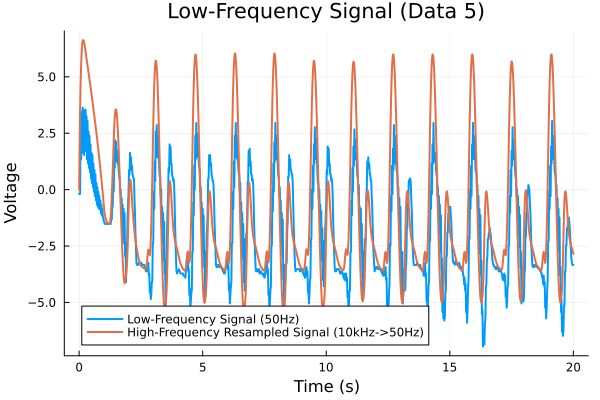 Low-Frequency Signal (Data 5)
Voltage
5.0
2.5
0.0
−2.5
−5.0
Low-Frequency Signal (50Hz)
High-Frequency Resampled Signal (10kHz->50Hz)
0 5 10 15 20
Time (s)